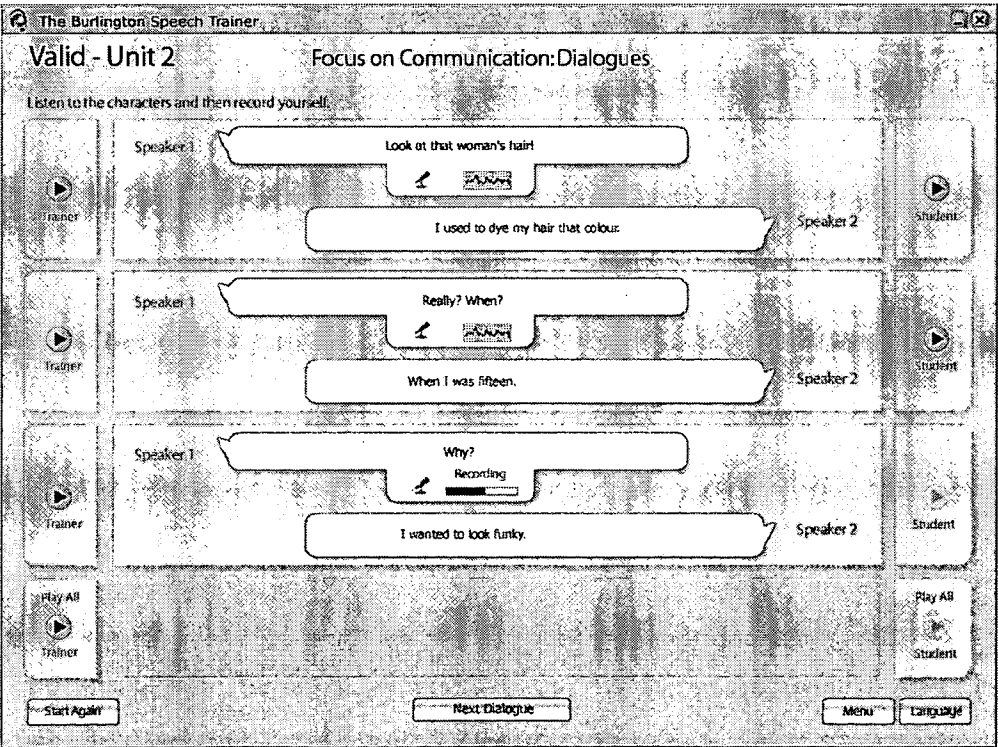 The Burlington Speech Trainer
Valid - Unit 2
Focus on Communication: Dialogues
Listen to the characters and then record yourself.
Speaker 1
Look at that woman's hair!
Trainer
Student
I used to dye my hair that colour.
Speaker 2
Speaker 1
Really? When?
Trainer
Student
When I was fifteen.
Speaker 2
Speaker 1
Why?
Recording
Trainer
Student
I wanted to look funky.
Speaker 2
Play All
Play All
Trainer
Student
Start Again
Next Dialogue
Menu
Language